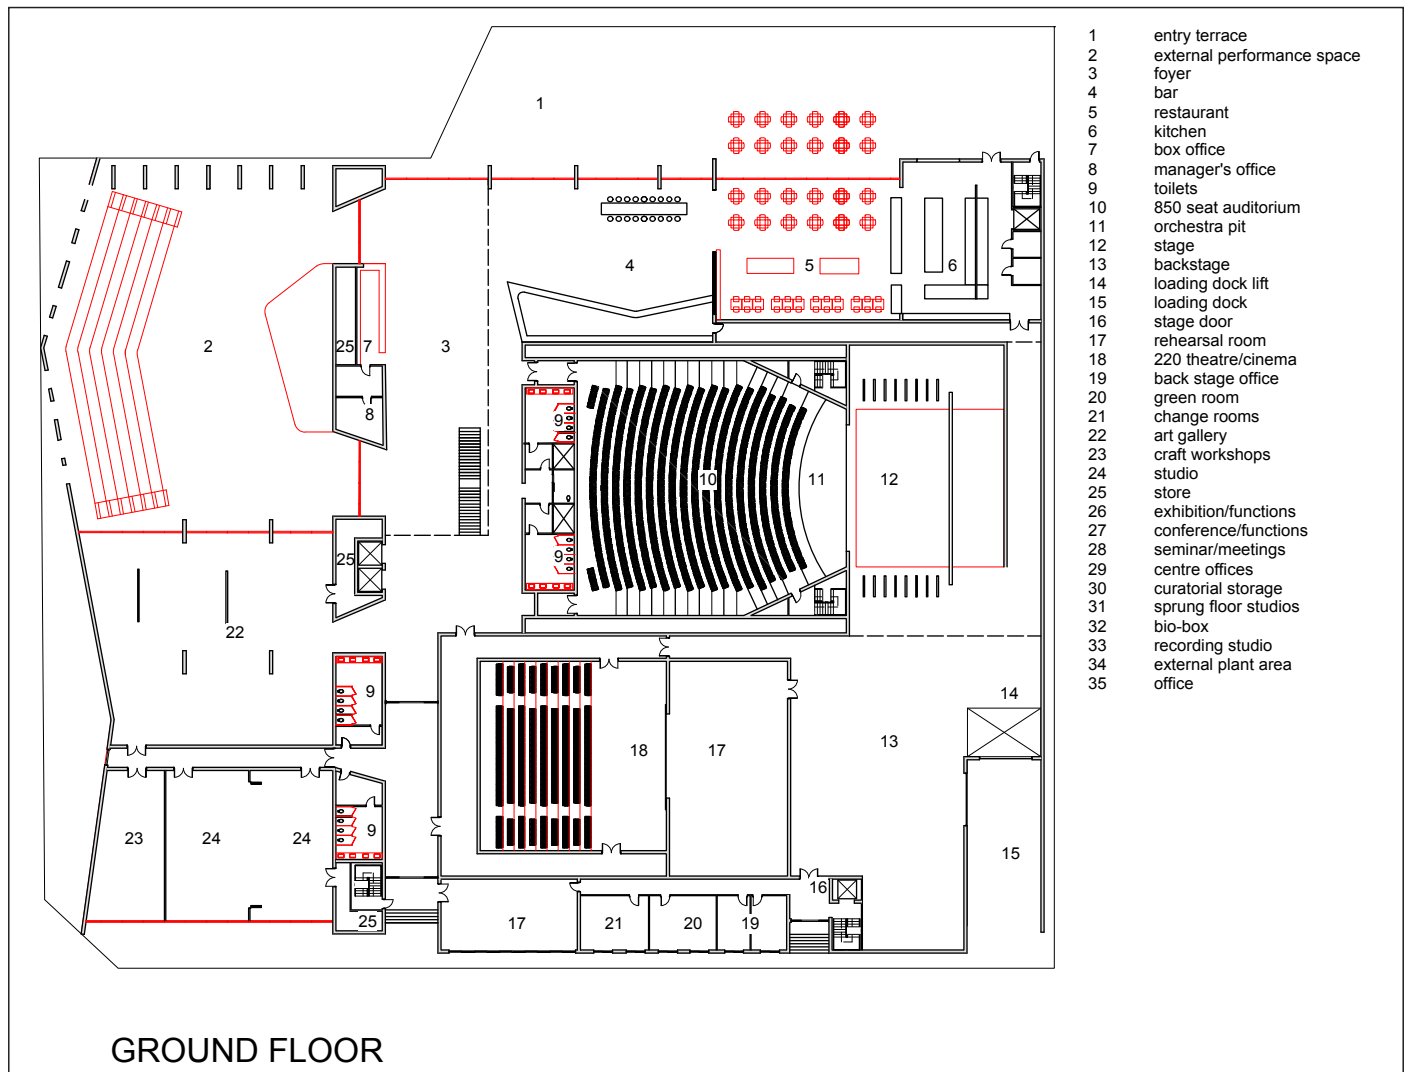 1 entry terrace
2 external performance space
3 foyer
4 bar
5 restaurant
6 kitchen
7 box office
8 manager's office
9 toilets
10 850 seat auditorium
11 orchestra pit
12 stage
13 backstage
14 loading dock lift
15 loading dock
16 stage door
17 rehearsal room
18 220 theatre/cinema
19 back stage office
20 green room
21 change rooms
22 art gallery
23 craft workshops
24 studio
25 store
26 exhibition/functions
27 conference/functions
28 seminar/meetings
29 centre offices
30 curatorial storage
31 sprung floor studios
32 bio-box
33 recording studio
34 external plant area
35 office
1
4
5
6
2
25
7
3
8
9
10
11
12
9
25
22
9
14
18
17
13
23
24
24
9
15
16
25
17
21
20
19
GROUND FLOOR